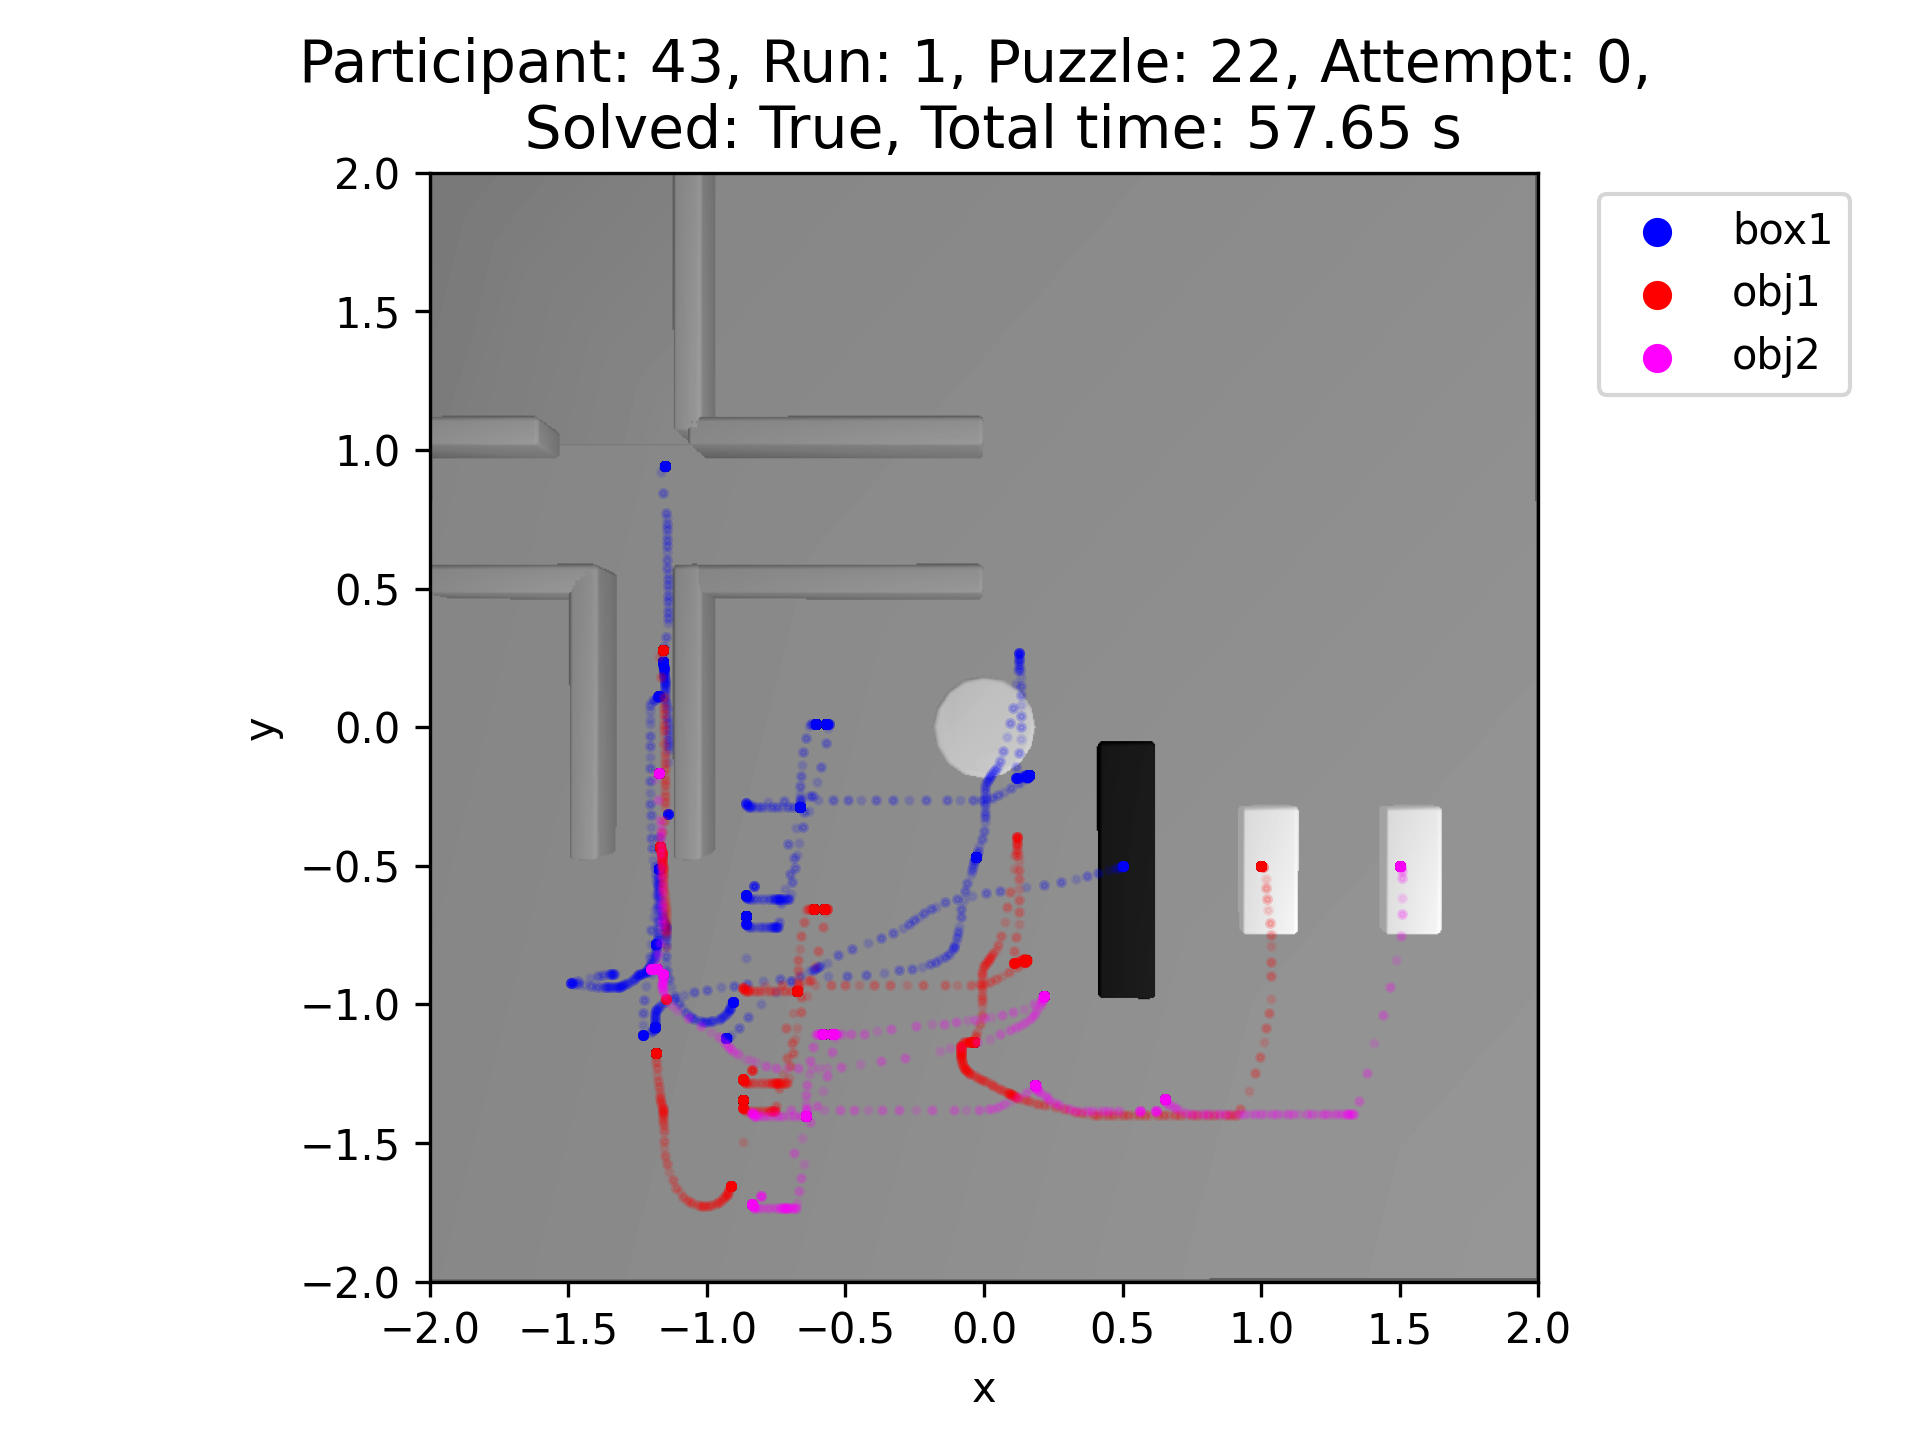 Participant: 43, Run: 1, Puzzle: 22, Attempt: 0,
Solved: True, Total time: 57.65 s
2.0
1.5
1.0
0.5
0.0
−0.5
−1.0
−1.5
−2.0
y
−2.0 −1.5 −1.0 −0.5 0.0 0.5 1.0 1.5 2.0
x
box1
obj1
obj2